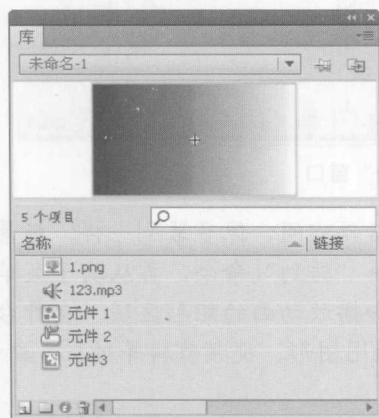 库
未命名-1
5 个项目
名称 链接
1.png
123.mp3
元件 1
元件 2
元件3